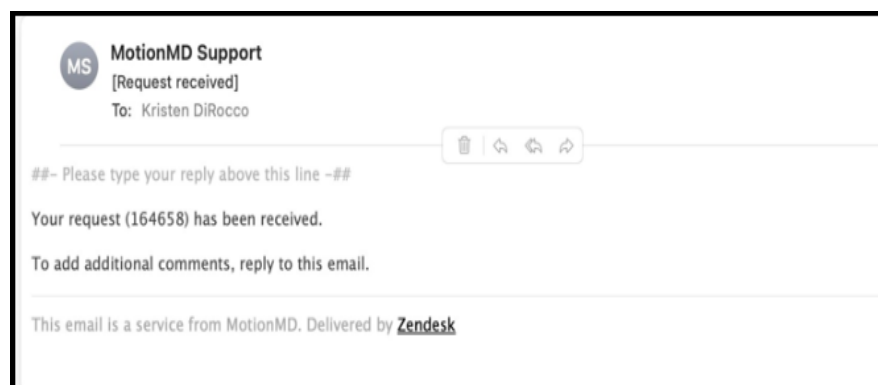 MS
MotionMD Support
[Request received]
To: Kristen DiRocco
##- Please type your reply above this line -##
Your request (164658) has been received.
To add additional comments, reply to this email.
This email is a service from MotionMD. Delivered by Zendesk